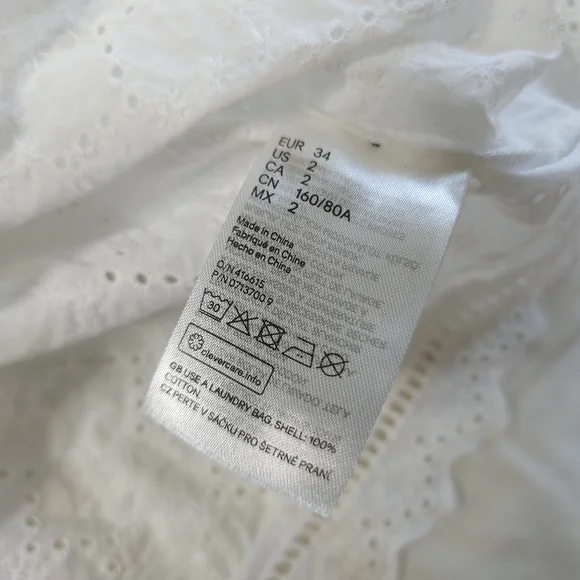 EUR 34
US 2
CA 2
CN 160/80A
MX 2
Made in China
Fabriqué en Chine
Hecho en China
O/N 416615
P/N 0713700 9
30
clevercare.info
GB USE A LAUNDRY BAG. SHELL: 100%
COTTON.
CZ PERTE V SÁČKU PRO ŠETRNÉ PRANÍ.